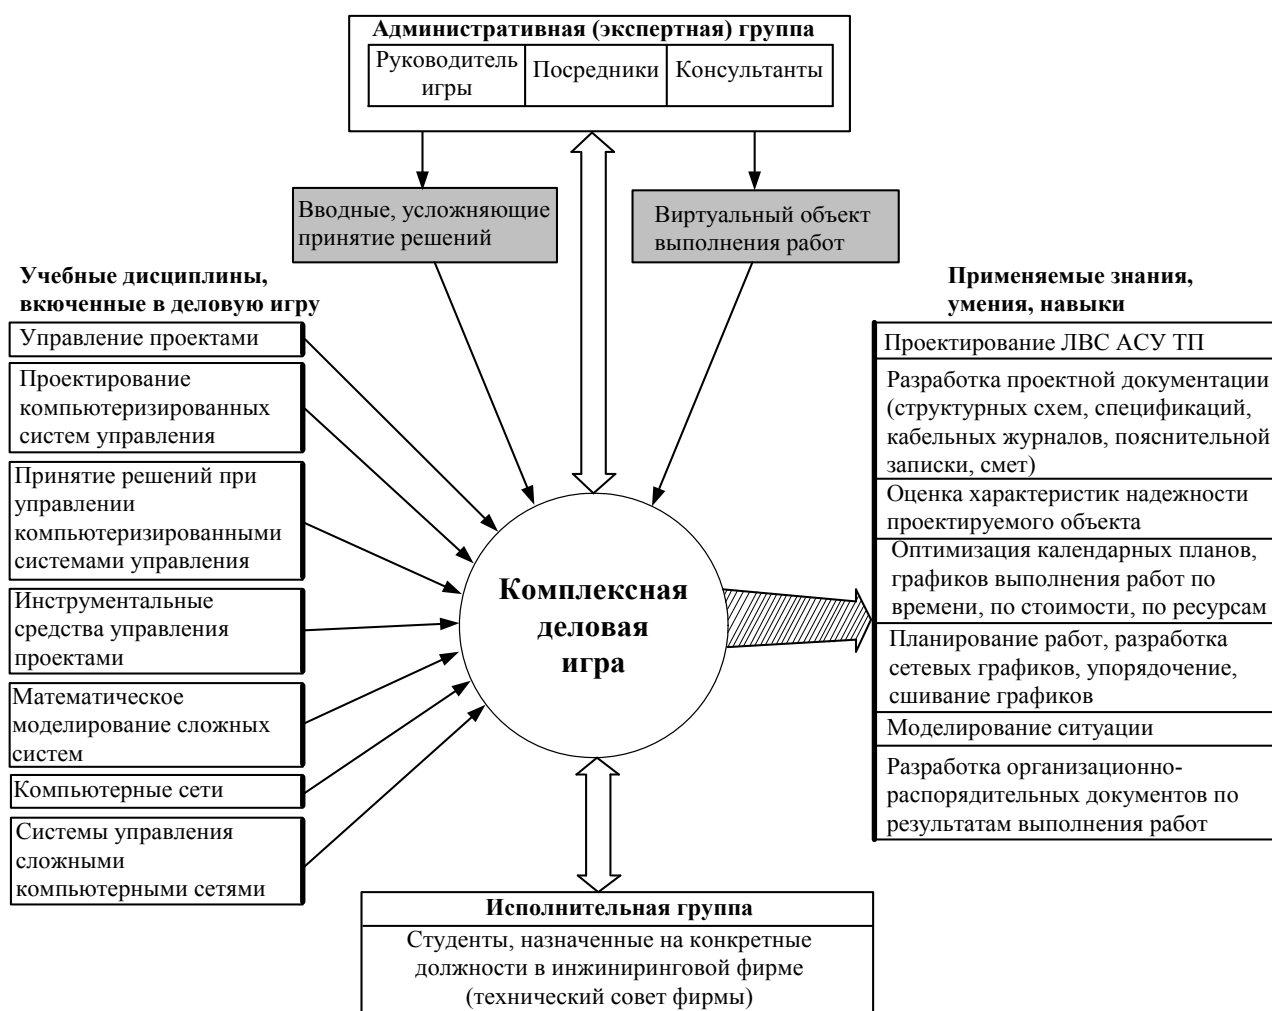 Административная (экспертная) группа
Руководитель
игры
Посредники
Консультанты
Вводные, усложняющие
принятие решений
Виртуальный объект
выполнения работ
Учебные дисциплины,
вкюченные в деловую игру
Управление проектами
Проектирование
компьютеризированных
систем управления
Принятие решений при
управлении
компьютеризированными
системами управления
Инструментальные
средства управления
проектами
Математическое
моделирование сложных
систем
Компьютерные сети
Системы управления
сложными
компьютерными сетями
Комплексная
деловая
игра
Применяемые знания,
умения, навыки
Проектирование ЛВС АСУ ТП
Разработка проектной документации
(структурных схем, спецификаций,
кабельных журналов, пояснительной
записки, смет)
Оценка характеристик надежности
проектируемого объекта
Оптимизация календарных планов,
графиков выполнения работ по
времени, по стоимости, по ресурсам
Планирование работ, разработка
сетевых графиков, упорядочение,
сшивание графиков
Моделирование ситуации
Разработка организационно-
распорядительных документов по
результатам выполнения работ
Исполнительная группа
Студенты, назначенные на конкретные
должности в инжиниринговой фирме
(технический совет фирмы)